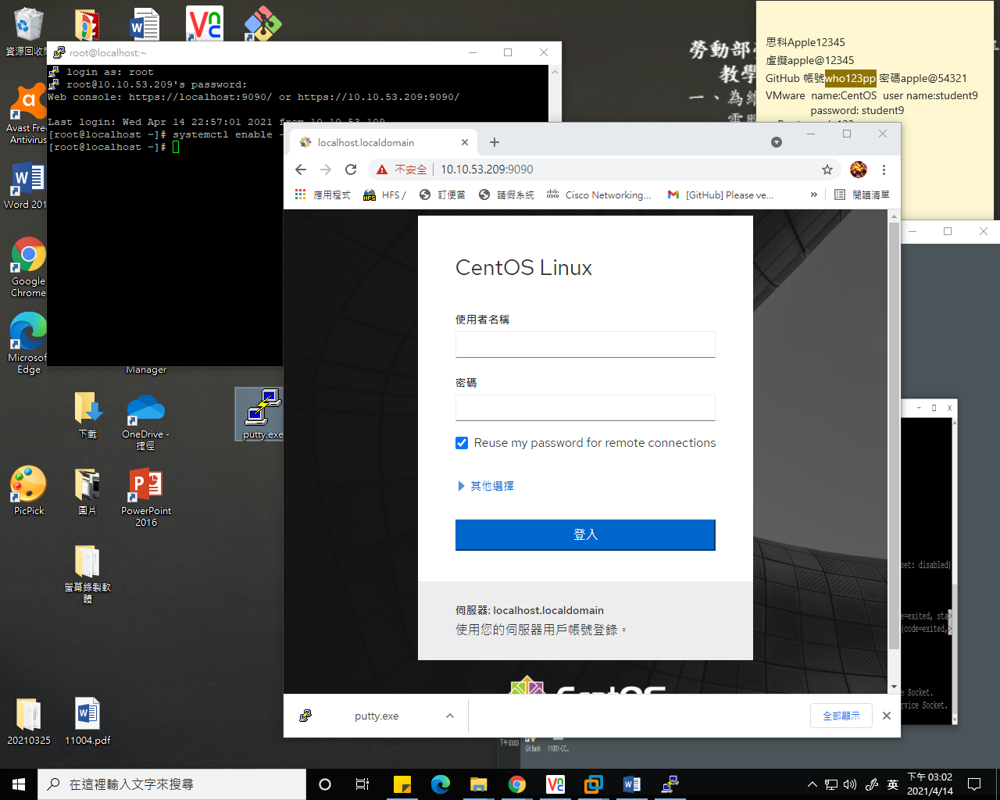 資源回收筒
Avast Free
Antivirus
Word 2016
Google
Chrome
Microsoft
Edge
Manager
putty.exe
下載
OneDrive -
捷徑
PicPick
圖片
PowerPoint
2016
螢幕錄製軟
體
20210325
11004.pdf
root@localhost:~
login as: root
root@10.10.53.209's password:
Web console: https://localhost:9090/ or https://10.10.53.209:9090/
Last login: Wed Apr 14 22:57:01 2021 from 10.10.53.109
[root@localhost ~]# systemctl enable -
[root@localhost ~]#
勞動部
教學
一、為維
電腦
思科Apple12345
虛擬apple@12345
GitHub 帳號who123pp 密碼apple@54321
VMware name:CentOS user name:student9
password: student9
localhost.localdomain
不安全 10.10.53.209:9090
應用程式
HFS /
訂便當
請假系統
Cisco Networking...
[GitHub] Please ve...
»
閱讀清單
CentOS Linux
使用者名稱
密碼
Reuse my password for remote connections
其他選擇
登入
伺服器: localhost.localdomain
使用您的伺服器用戶帳號登錄。
CentOS
putty.exe
全部顯示
set: disabled)
=exited, sta
(code=exited,
e Socket.
rvice Socket.
下午 03:03
Git Bash
11001-CC...
在這裡輸入文字來搜尋
英
下午 03:02
2021/4/14